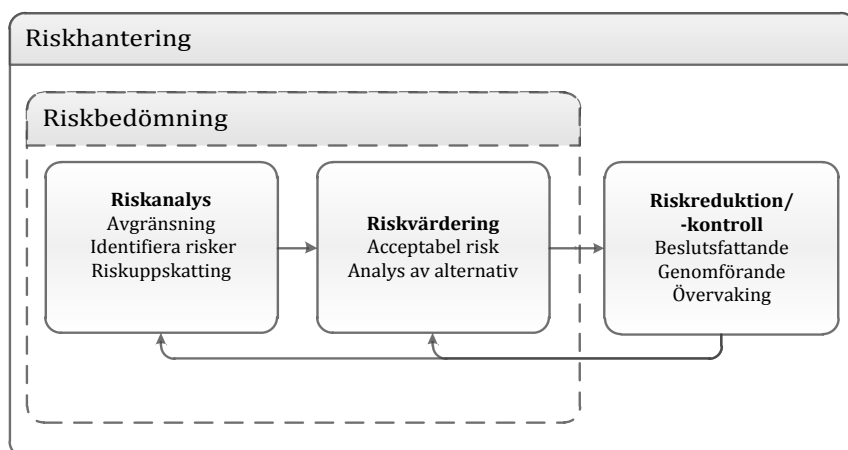 Riskhantering
Riskbedömning
Riskanalys
Avgränsning
Identifiera risker
Riskuppskatting
Riskvärdering
Acceptabel risk
Analys av alternativ
Riskreduktion/
-kontroll
Beslutsfattande
Genomförande
Övervaking